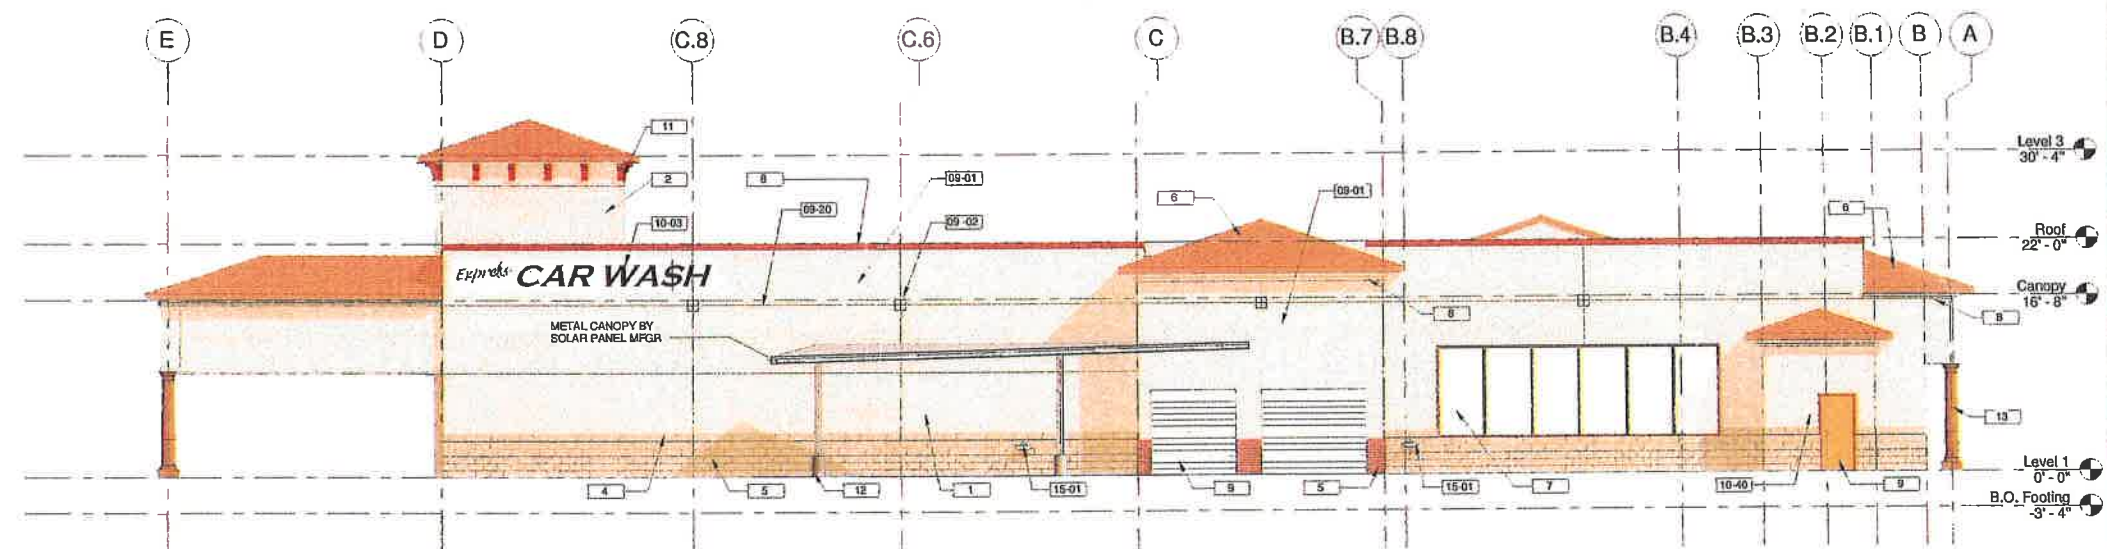 E
D
C.8
C.6
C
B.7
B.8
B.4
B.3
B.2
B.1
B
A
11
2
8
09-01
09-20
10-03
09-02
6
09-01
6
Level 3
30' - 4"
Roof
22' - 0"
Express CAR WASH
Canopy
16' - 8"
8
8
METAL CANOPY BY
SOLAR PANEL MFGR
13
4
5
12
1
15-01
9
5
15-01
7
10-40
9
Level 1
0' - 0"
B.O. Footing
-3' - 4"